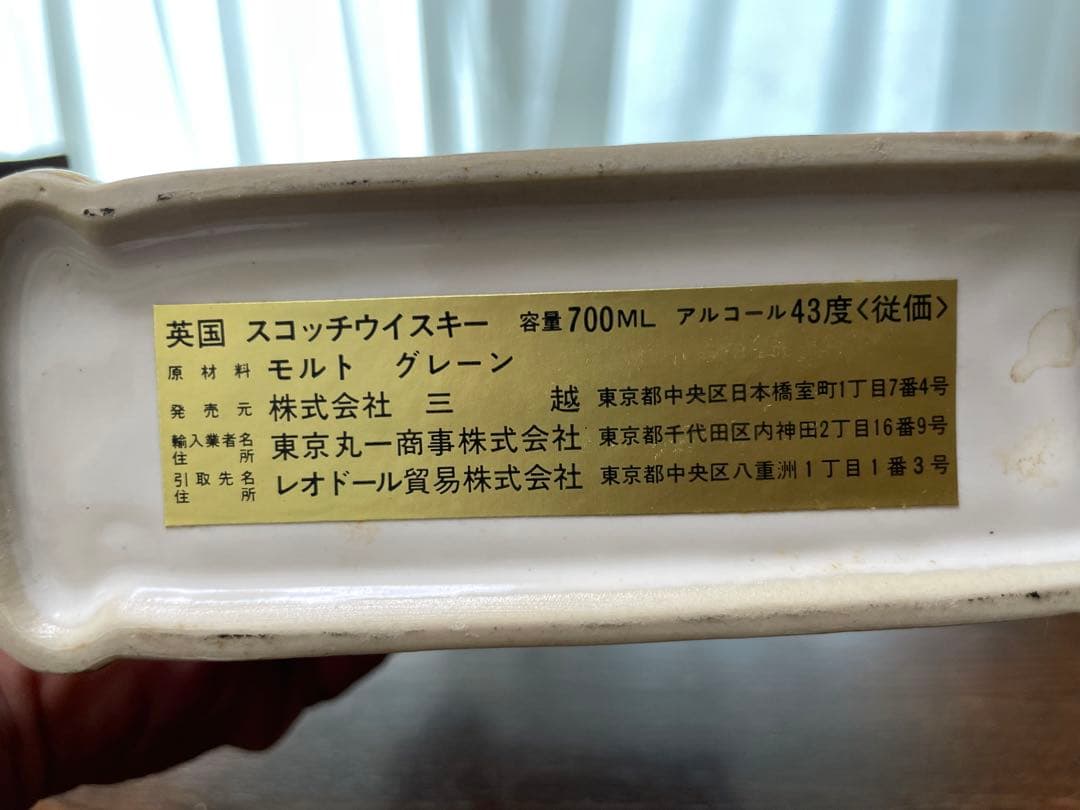 英国 スコッチウイスキー 容量700ML アルコール43度<従価>
原材料 モルト グレーン
発売元 株式会社 三越 東京都中央区日本橋室町1丁目7番4号
輸入業者名 住所 東京丸一商事株式会社 東京都千代田区内神田2丁目16番9号
引取先名 住所 レオドール貿易株式会社 東京都中央区八重洲1丁目1番3号